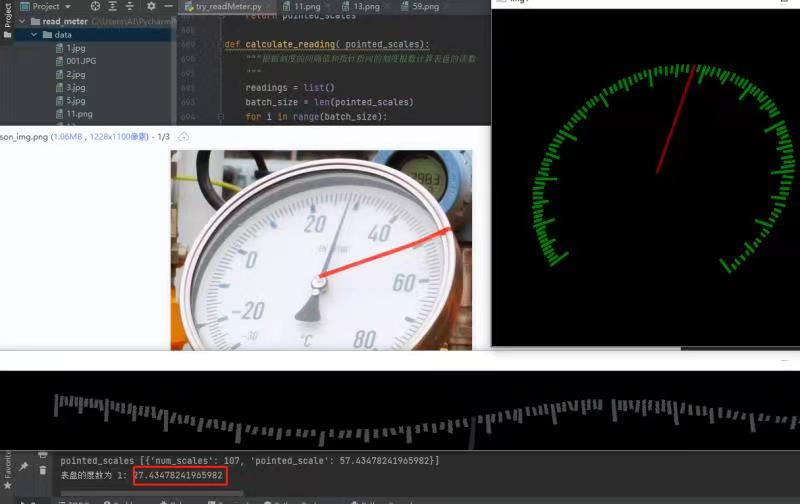 Project
Project
try_readMeter.py
11.png
13.png
59.png
read_meter
data
1.jpg
001.JPG
2.jpg
3.jpg
5.jpg
11.png
return pointed_scales
def calculate_reading( pointed_scales):
"""根据刻度的间隔值和指针指向的刻度根数计算表盘的读数
"""
readings = list()
batch_size = len(pointed_scales)
for i in range(batch_size):
son_img.png (1.06MB , 1228x1100像素) - 1/3
20
40
0
60
-20
-30
80
°C
pointed_scales [{'num_scales': 107, 'pointed_scale': 57.43478241965982}]
表盘的度数为 1: 27.43478241965982